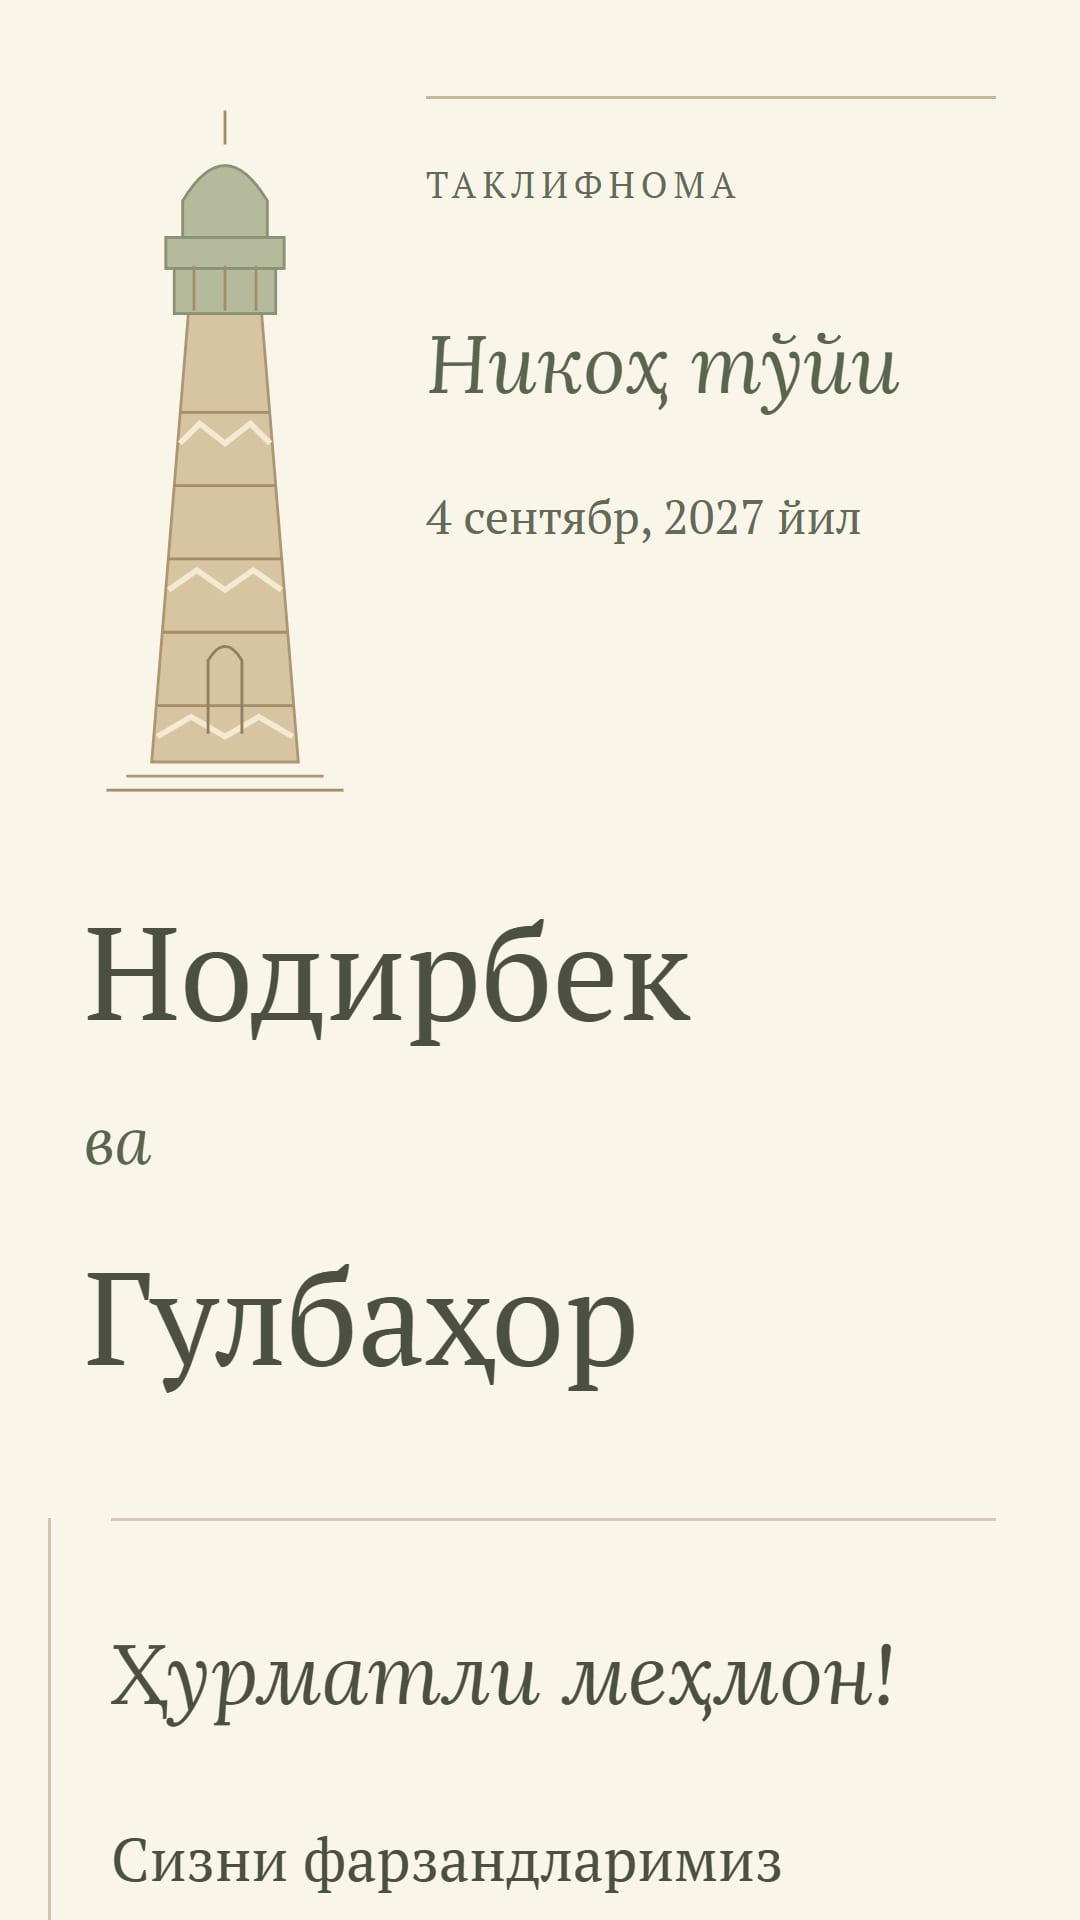 ТАКЛИФНОМА
Никоҳ тўйи
4 сентябр, 2027 йил
Нодирбек
ва
Гулбаҳор
Ҳурматли меҳмон!
Сизни фарзандларимиз